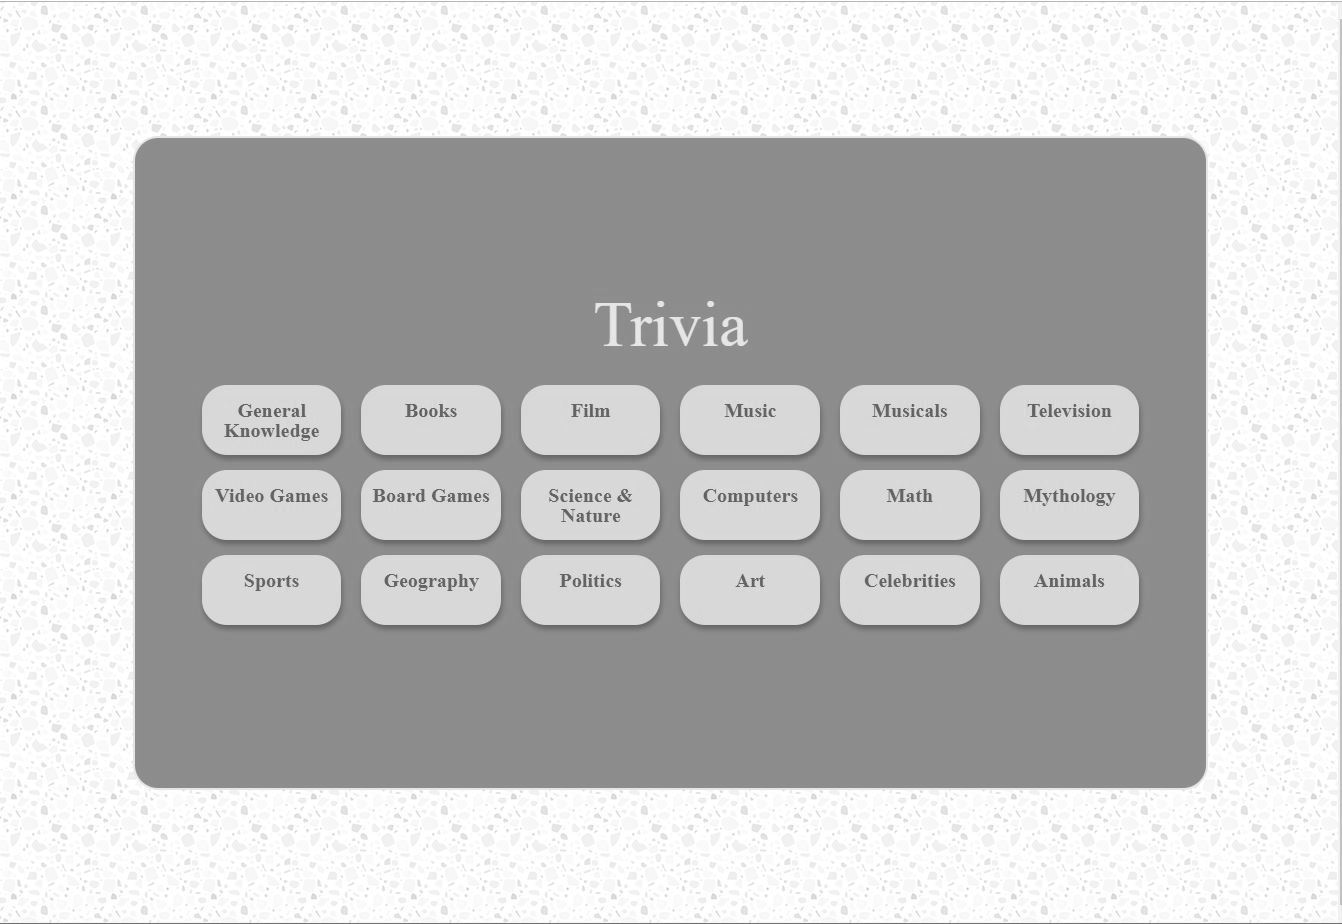 Trivia
General
Knowledge
Books
Film
Music
Musicals
Television
Video Games
Board Games
Science &
Nature
Computers
Math
Mythology
Sports
Geography
Politics
Art
Celebrities
Animals